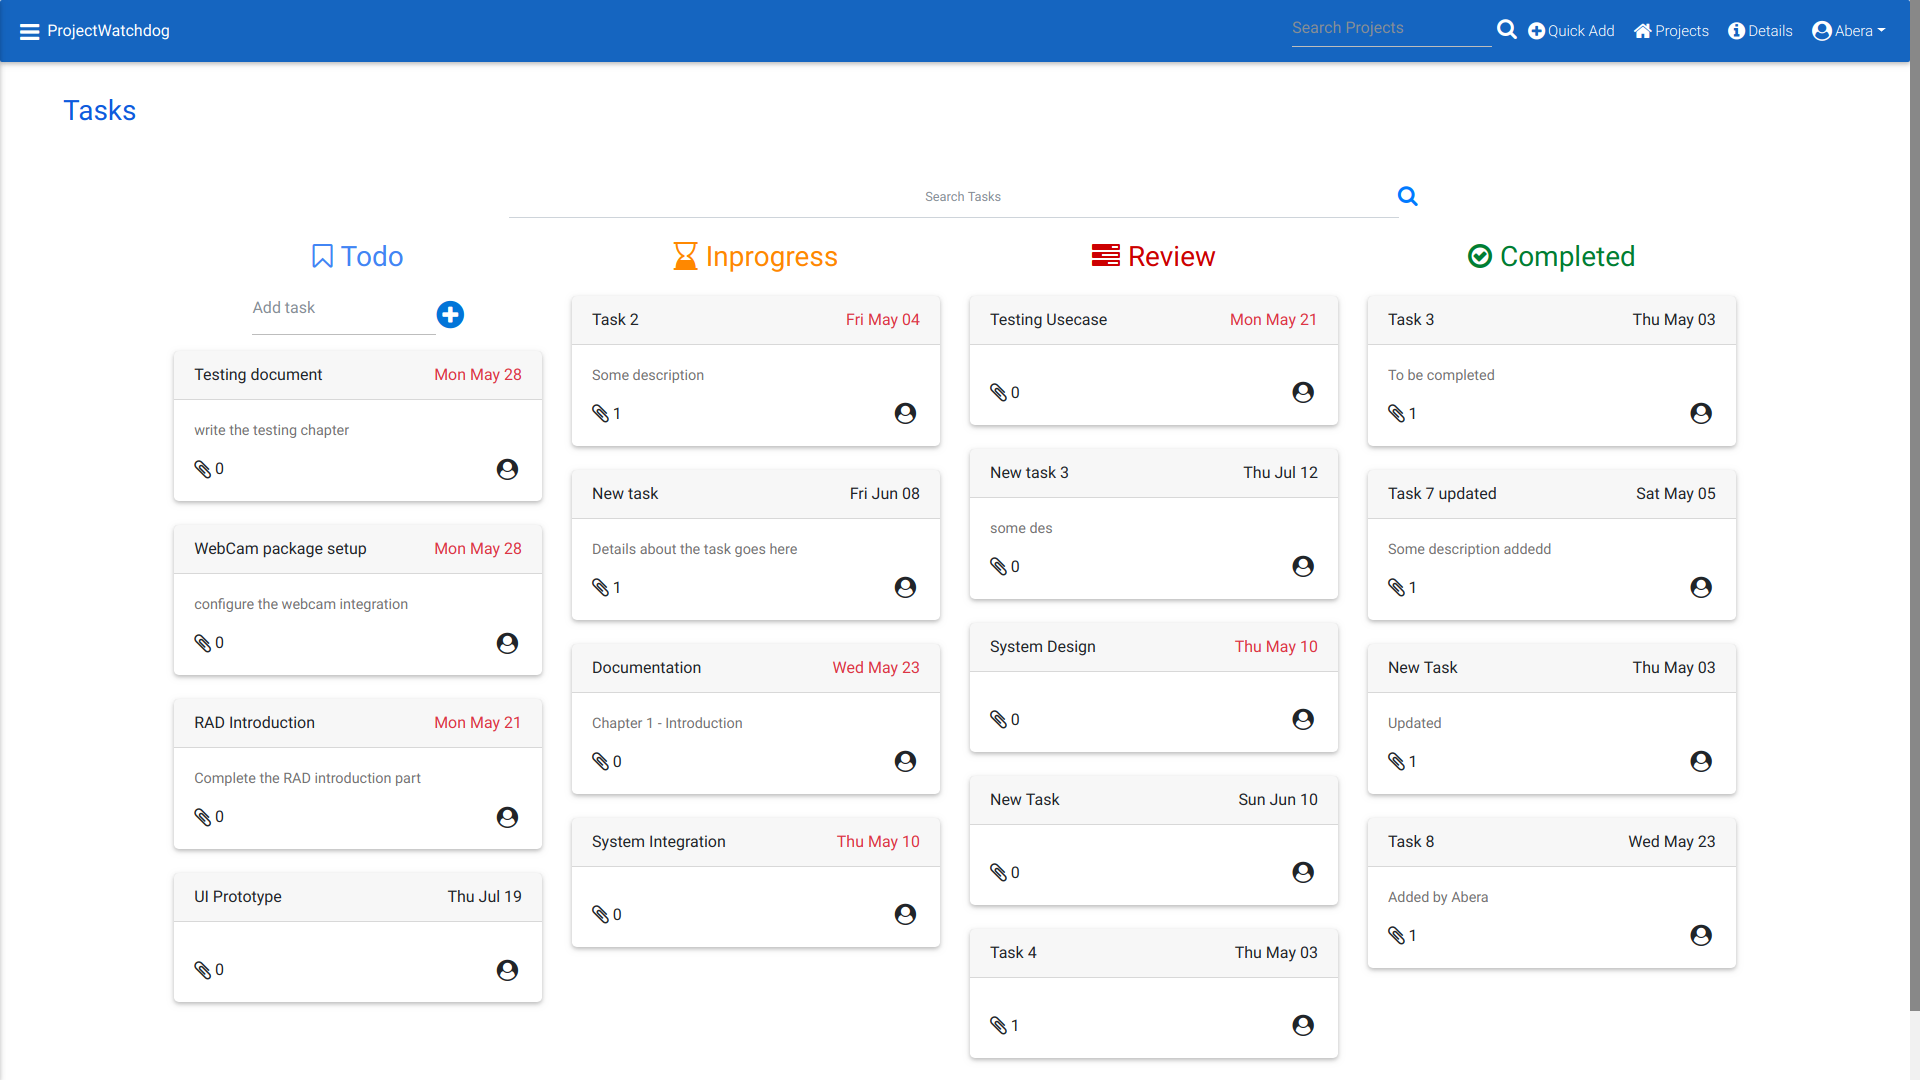 ProjectWatchdog
Search Projects
Quick Add
Projects
Details
Abera
Tasks
Search Tasks
Todo
Add task
Testing document Mon May 28
write the testing chapter
0
WebCam package setup Mon May 28
configure the webcam integration
0
RAD Introduction Mon May 21
Complete the RAD introduction part
0
UI Prototype Thu Jul 19
0
Inprogress
Task 2 Fri May 04
Some description
1
New task Fri Jun 08
Details about the task goes here
1
Documentation Wed May 23
Chapter 1 - Introduction
0
System Integration Thu May 10
0
Review
Testing Usecase Mon May 21
0
New task 3 Thu Jul 12
some des
0
System Design Thu May 10
0
New Task Sun Jun 10
0
Task 4 Thu May 03
1
Completed
Task 3 Thu May 03
To be completed
1
Task 7 updated Sat May 05
Some description addedd
1
New Task Thu May 03
Updated
1
Task 8 Wed May 23
Added by Abera
1